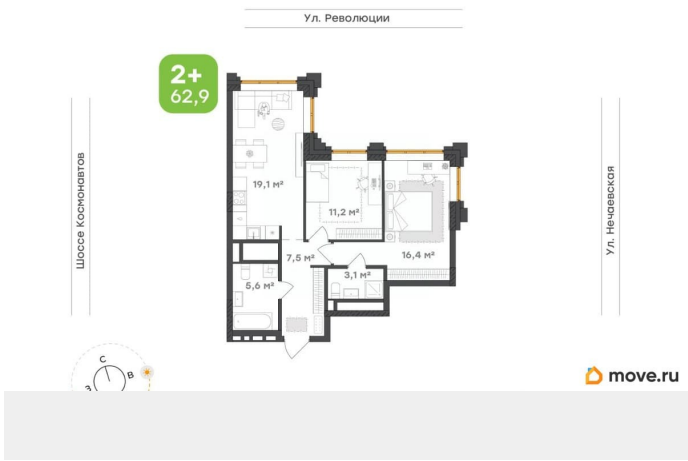 Ул. Революции
2+
62,9
Шоссе Космонавтов
Ул. Нечаевская
19,1 м²
11,2 м²
16,4 м²
7,5 м²
3,1 м²
5,6 м²
С
В
З
move.ru